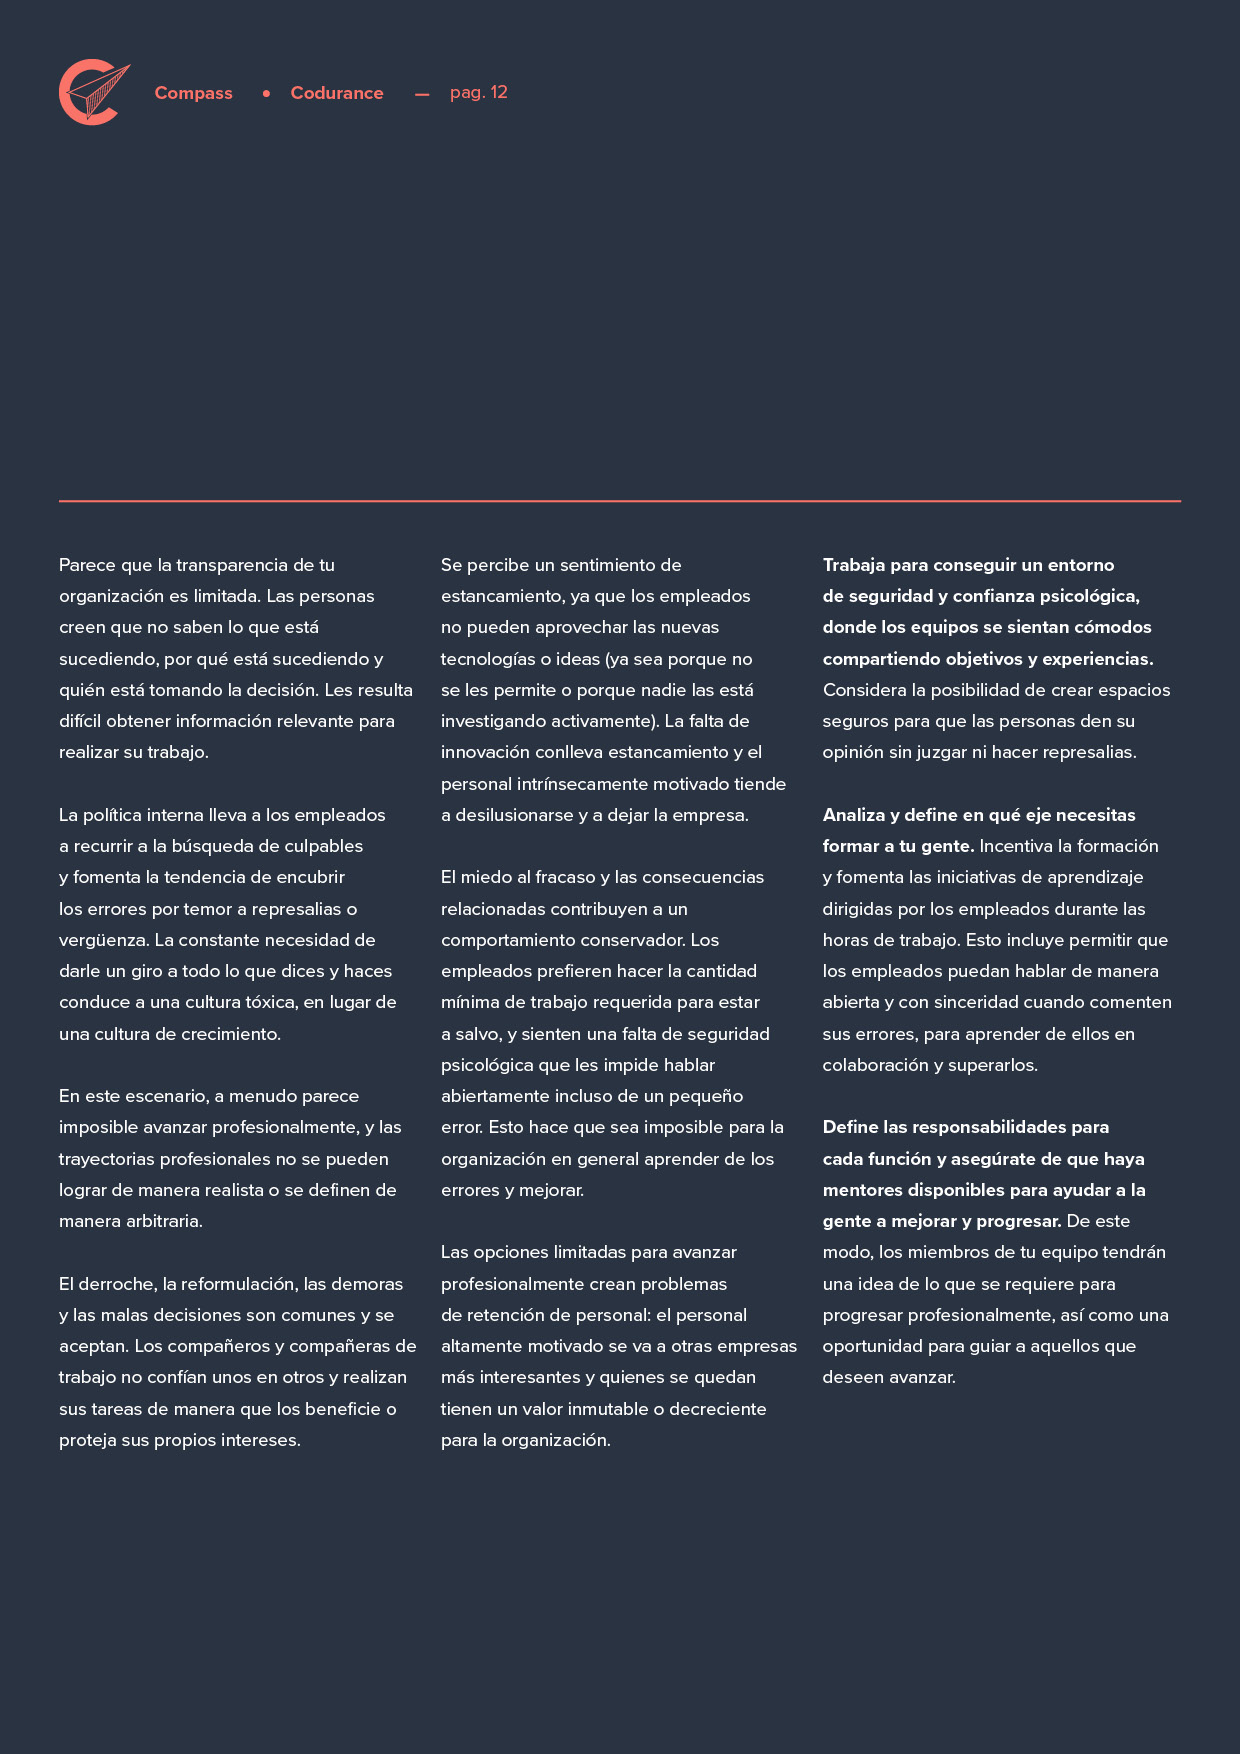 Compass • Codurance — pag. 12
Parece que la transparencia de tu
organización es limitada. Las personas
creen que no saben lo que está
sucediendo, por qué está sucediendo y
quién está tomando la decisión. Les resulta
difícil obtener información relevante para
realizar su trabajo.
La política interna lleva a los empleados
a recurrir a la búsqueda de culpables
y fomenta la tendencia de encubrir
los errores por temor a represalias o
vergüenza. La constante necesidad de
darle un giro a todo lo que dices y haces
conduce a una cultura tóxica, en lugar de
una cultura de crecimiento.
En este escenario, a menudo parece
imposible avanzar profesionalmente, y las
trayectorias profesionales no se pueden
lograr de manera realista o se definen de
manera arbitraria.
El derroche, la reformulación, las demoras
y las malas decisiones son comunes y se
aceptan. Los compañeros y compañeras de
trabajo no confían unos en otros y realizan
sus tareas de manera que los beneficie o
proteja sus propios intereses.
Se percibe un sentimiento de
estancamiento, ya que los empleados
no pueden aprovechar las nuevas
tecnologías o ideas (ya sea porque no
se les permite o porque nadie las está
investigando activamente). La falta de
innovación conlleva estancamiento y el
personal intrínsecamente motivado tiende
a desilusionarse y a dejar la empresa.
El miedo al fracaso y las consecuencias
relacionadas contribuyen a un
comportamiento conservador. Los
empleados prefieren hacer la cantidad
mínima de trabajo requerida para estar
a salvo, y sienten una falta de seguridad
psicológica que les impide hablar
abiertamente incluso de un pequeño
error. Esto hace que sea imposible para la
organización en general aprender de los
errores y mejorar.
Las opciones limitadas para avanzar
profesionalmente crean problemas
de retención de personal: el personal
altamente motivado se va a otras empresas
más interesantes y quienes se quedan
tienen un valor inmutable o decreciente
para la organización.
Trabaja para conseguir un entorno
de seguridad y confianza psicológica,
donde los equipos se sientan cómodos
compartiendo objetivos y experiencias.
Considera la posibilidad de crear espacios
seguros para que las personas den su
opinión sin juzgar ni hacer represalias.
Analiza y define en qué eje necesitas
formar a tu gente. Incentiva la formación
y fomenta las iniciativas de aprendizaje
dirigidas por los empleados durante las
horas de trabajo. Esto incluye permitir que
los empleados puedan hablar de manera
abierta y con sinceridad cuando comenten
sus errores, para aprender de ellos en
colaboración y superarlos.
Define las responsabilidades para
cada función y asegúrate de que haya
mentores disponibles para ayudar a la
gente a mejorar y progresar. De este
modo, los miembros de tu equipo tendrán
una idea de lo que se requiere para
progresar profesionalmente, así como una
oportunidad para guiar a aquellos que
deseen avanzar.